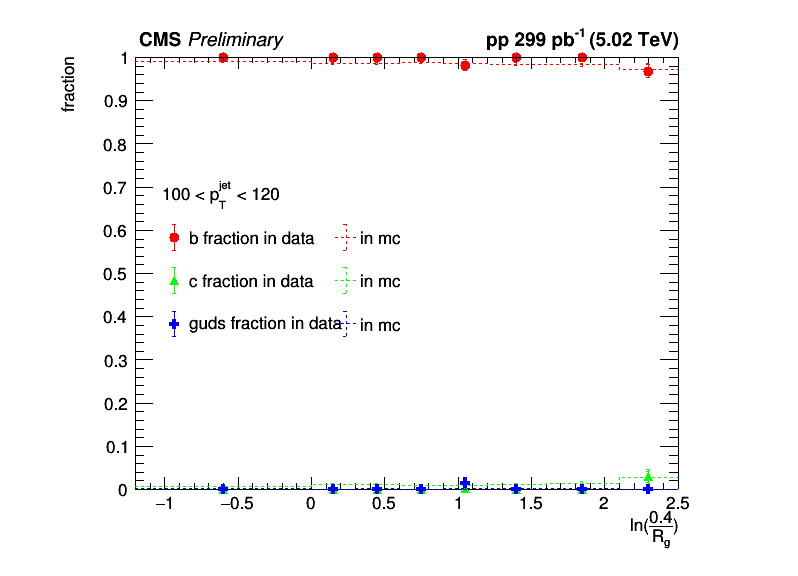 CMS Preliminary
pp 299 pb-1 (5.02 TeV)
fraction
1
0.9
0.8
0.7
0.6
0.5
0.4
0.3
0.2
0.1
0
100 < pTjet < 120
b fraction in data in mc
c fraction in data in mc
guds fraction in data in mc
−1 −0.5 0 0.5 1 1.5 2 2.5
ln(0.4/Rg)